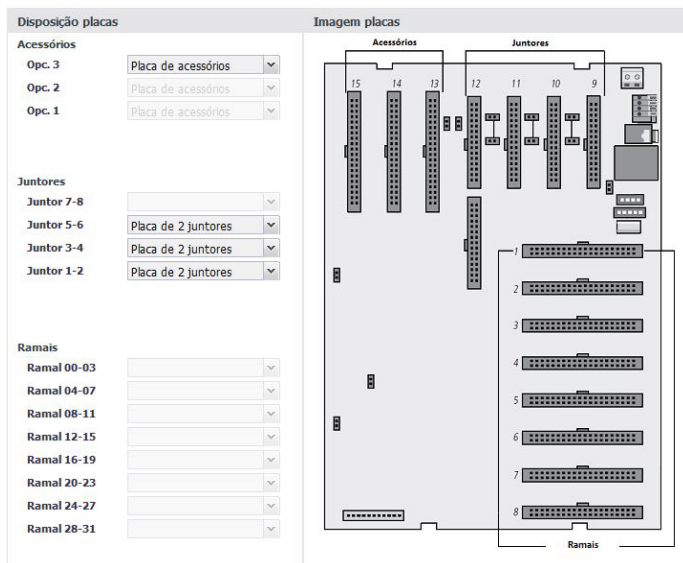 Disposição placas
Acessórios
Opc. 3 Placa de acessórios
Opc. 2 Placa de acessórios
Opc. 1 Placa de acessórios
Juntores
Juntor 7-8
Juntor 5-6 Placa de 2 juntores
Juntor 3-4 Placa de 2 juntores
Juntor 1-2 Placa de 2 juntores
Ramais
Ramal 00-03
Ramal 04-07
Ramal 08-11
Ramal 12-15
Ramal 16-19
Ramal 20-23
Ramal 24-27
Ramal 28-31
Imagem placas
Acessórios Juntores
15 14 13 12 11 10 9
1
2
3
4
5
6
7
8
Ramais